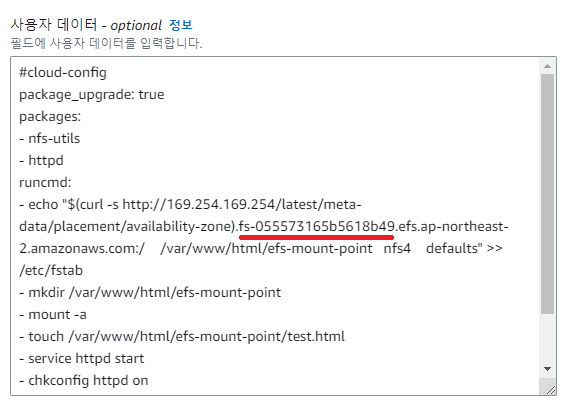 사용자 데이터 - optional 정보
필드에 사용자 데이터를 입력합니다.
#cloud-config
package_upgrade: true
packages:
- nfs-utils
- httpd
runcmd:
- echo "$(curl -s http://169.254.169.254/latest/meta-
data/placement/availability-zone).fs-055573165b5618b49.efs.ap-northeast-
2.amazonaws.com:/    /var/www/html/efs-mount-point   nfs4    defaults" >>
/etc/fstab
- mkdir /var/www/html/efs-mount-point
- mount -a
- touch /var/www/html/efs-mount-point/test.html
- service httpd start
- chkconfig httpd on